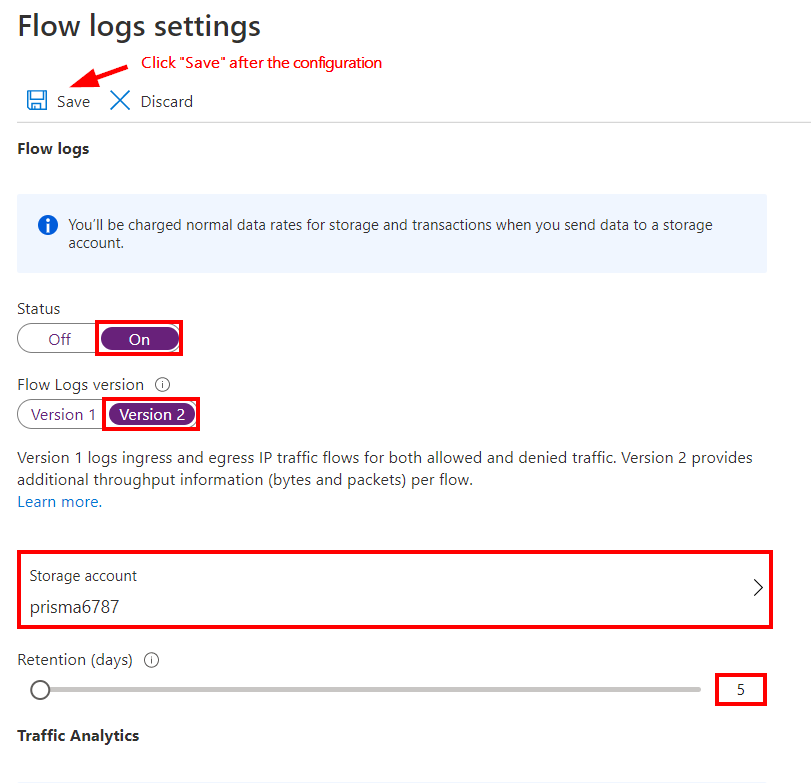 Flow logs settings
Click "Save" after the configuration
Save Discard
Flow logs
You'll be charged normal data rates for storage and transactions when you send data to a storage
account.
Status
Off On
Flow Logs version
Version 1 Version 2
Version 1 logs ingress and egress IP traffic flows for both allowed and denied traffic. Version 2 provides
additional throughput information (bytes and packets) per flow.
Learn more.
Storage account
prisma6787
Retention (days)
5
Traffic Analytics